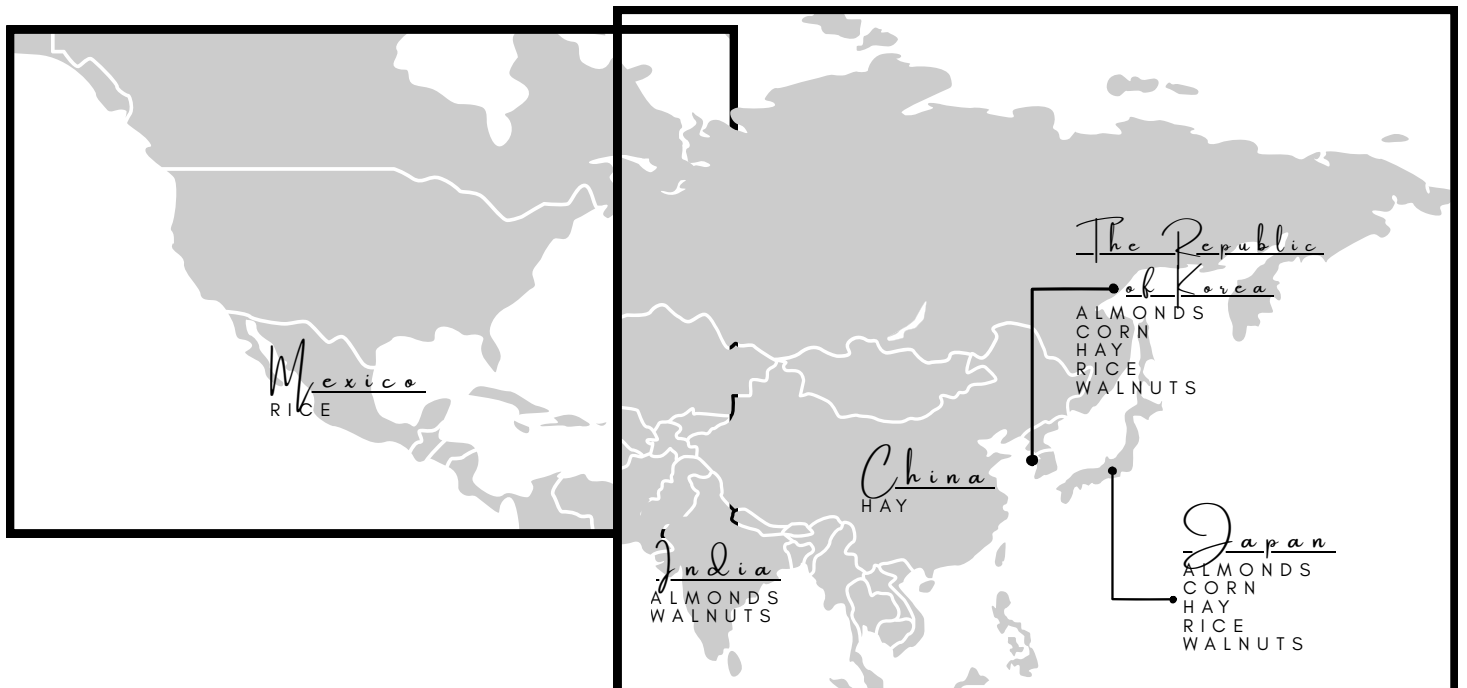 The Republic
of Korea
ALMONDS
CORN
HAY
RICE
WALNUTS
Mexico
RICE
China
HAY
India
ALMONDS
WALNUTS
Japan
ALMONDS
CORN
HAY
RICE
WALNUTS